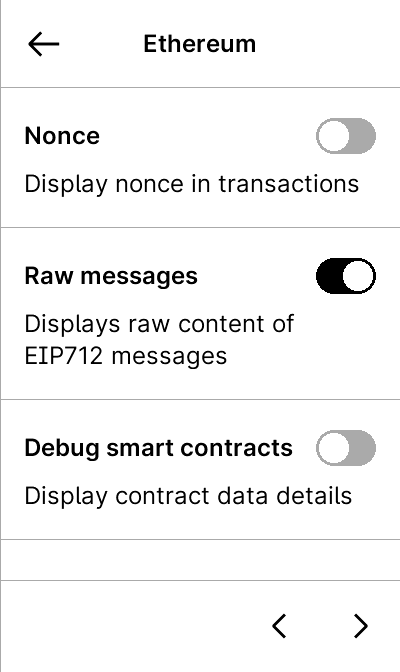 Ethereum
Nonce
Display nonce in transactions
Raw messages
Displays raw content of
EIP712 messages
Debug smart contracts
Display contract data details